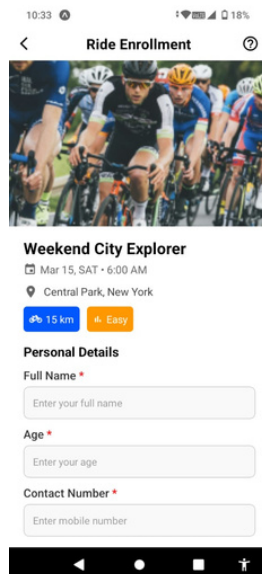 10:33
18%
Ride Enrollment
Weekend City Explorer
Mar 15, SAT • 6:00 AM
Central Park, New York
15 km
Easy
Personal Details
Full Name *
Enter your full name
Age *
Enter your age
Contact Number *
Enter mobile number